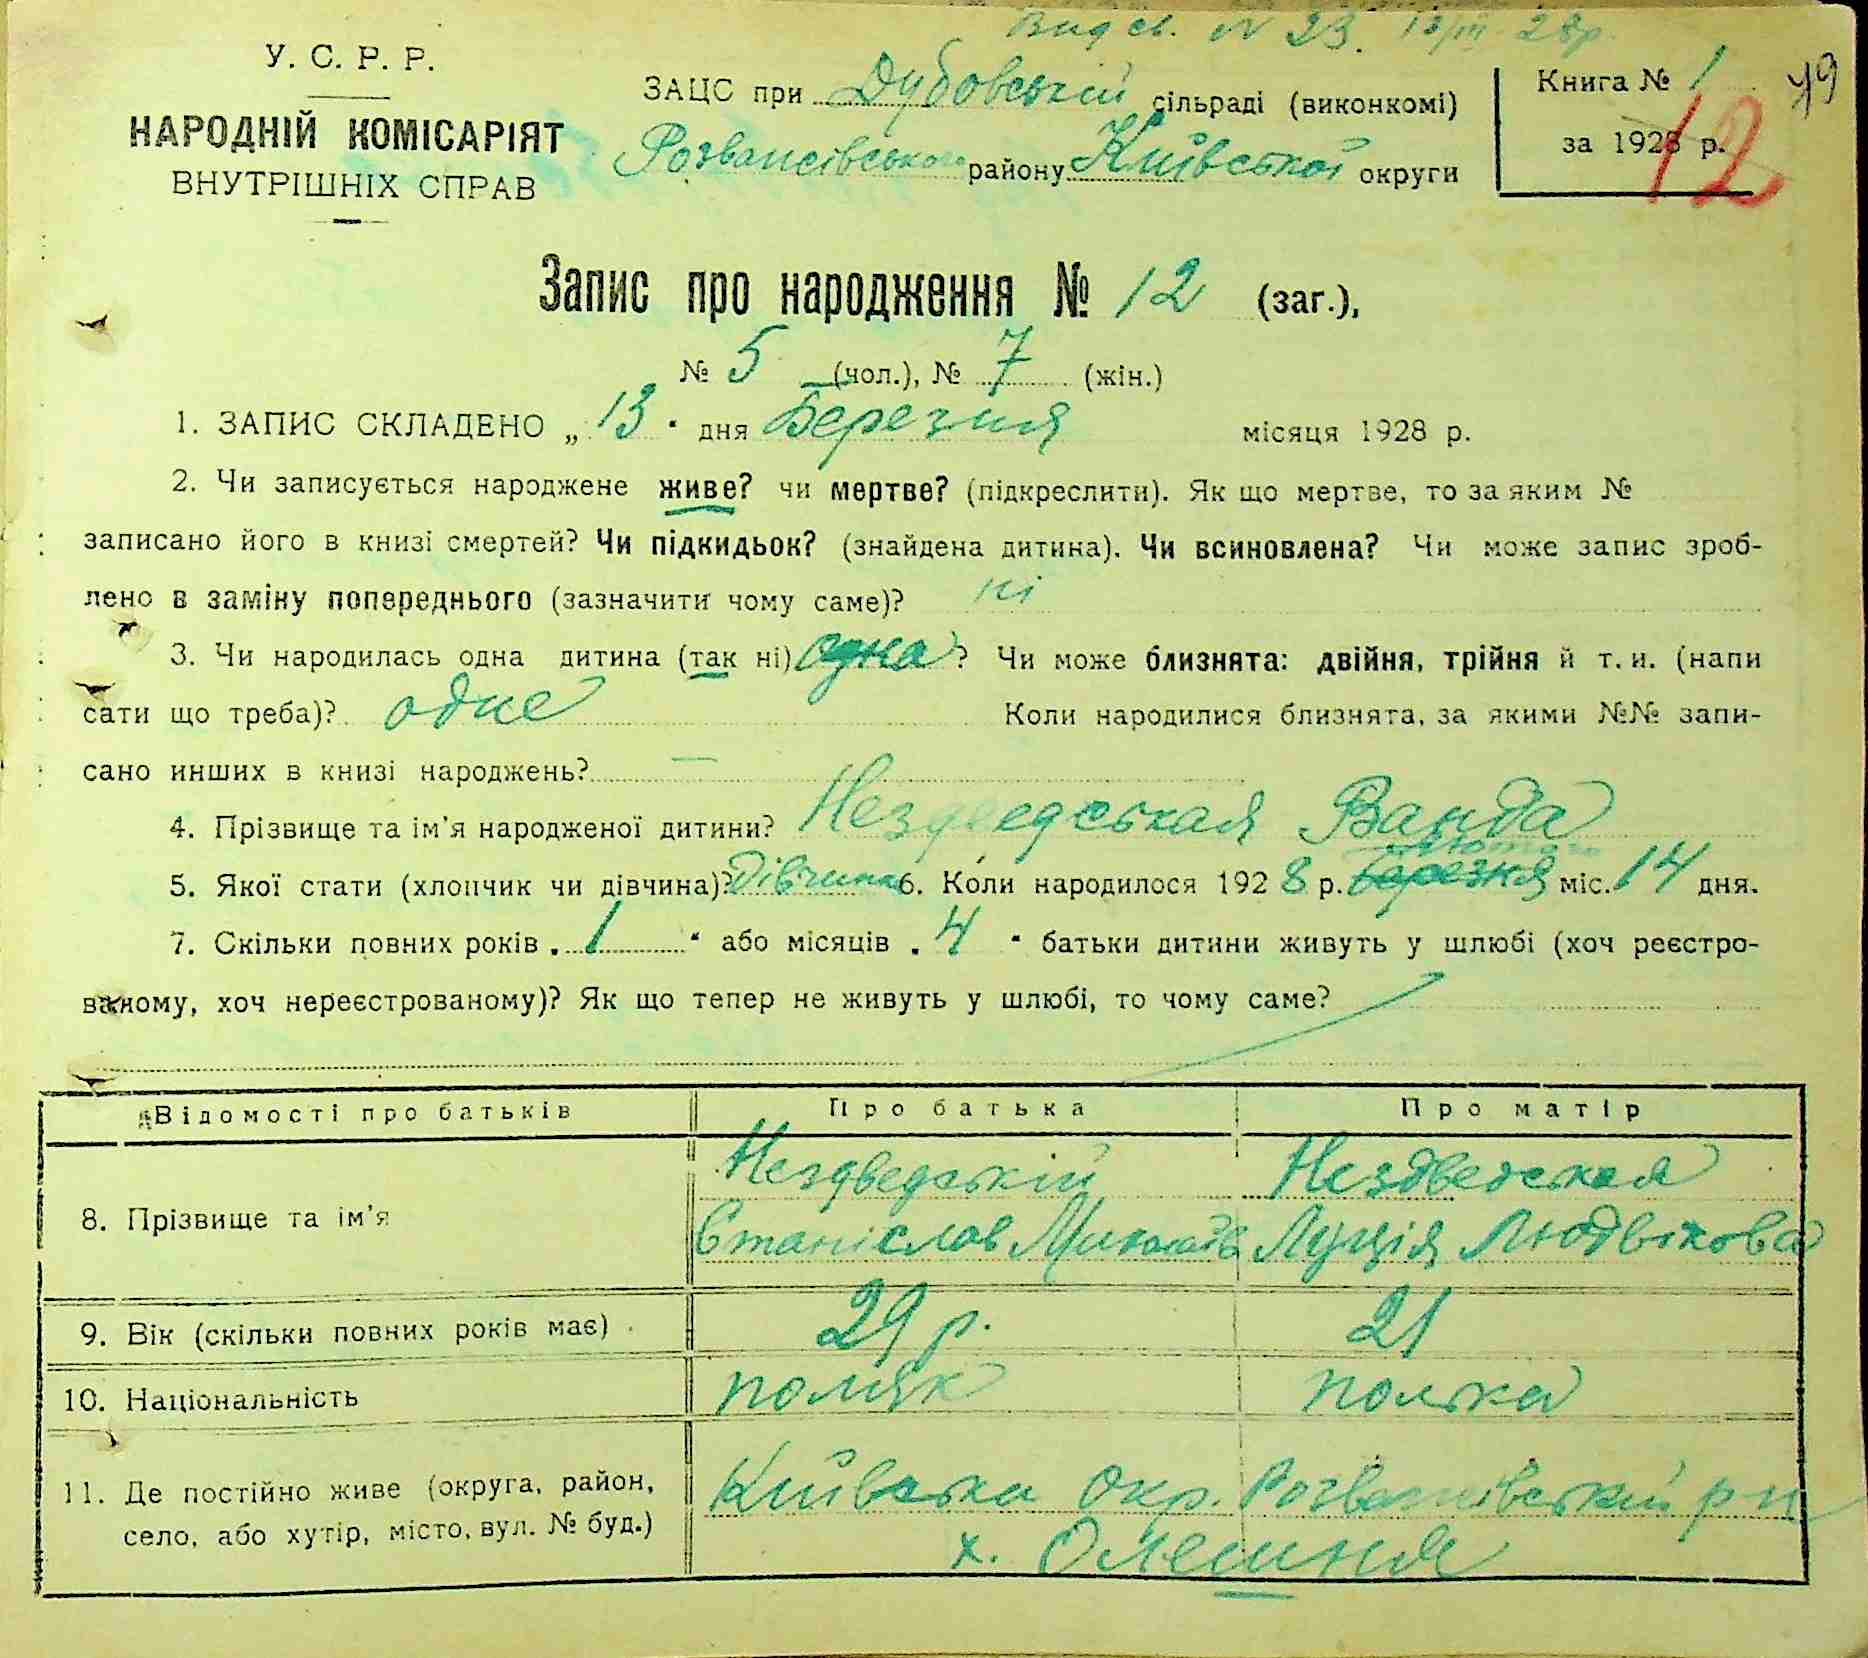 Вид св. N 23. 13/III 28р.
У. С. Р. Р.
НАРОДНІЙ КОМІСАРІЯТ
ВНУТРІШНІХ СПРАВ
ЗАЦС при Дубовській сільраді (виконкомі)
Розважівського району Київської округи
Книга № 1
за 1928 р.
12
Запис про народження № 12 (заг.),
№ 5 (чол.), № 7 (жін.)
1. ЗАПИС СКЛАДЕНО „ 13 “ дня Березня місяця 1928 р.
2. Чи записується народжене живе? чи мертве? (підкреслити). Як що мертве, то за яким №
записано його в книзі смертей? Чи підкидьок? (знайдена дитина). Чи всиновлена? Чи може запис зроб-
лено в заміну попереднього (зазначити чому саме)? ні
3. Чи народилась одна дитина (так ні) одна ? Чи може близнята: двійня, трійня й т. и. (напи
сати що треба)? одне Коли народилися близнята, за якими №№ запи-
сано инших в книзі народжень? —
4. Прізвище та ім'я народженої дитини? Нездведськая Ванда
5. Якої статі (хлопчик чи дівчина)? Дівчина 6. Коли народилося 1928 р. березня лютого міс. 14 дня.
7. Скільки повних років „ 1 “ або місяців „ 4 “ батьки дитини живуть у шлюбі (хоч реєстро-
ваному, хоч нереєстрованому)? Як що тепер не живуть у шлюбі, то чому саме?
Відомості про батьків Про батька Про матір
8. Прізвище та ім'я Нездведській Нездведская
Станіслав Миколаїв Луція Людвікова
9. Вік (скільки повних років має) 29 р. 21
10. Національність поляк полька
11. Де постійно живе (округа, район, Київська Окр. Розважівський р н
село, або хутір, місто, вул. № буд.) х. Олешня